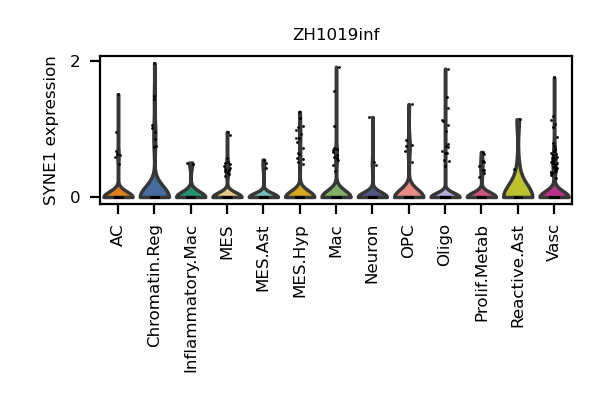 ZH1019inf
SYNE1 expression
2
0
AC
Chromatin.Reg
Inflammatory.Mac
MES
MES.Ast
MES.Hyp
Mac
Neuron
OPC
Oligo
Prolif.Metab
Reactive.Ast
Vasc